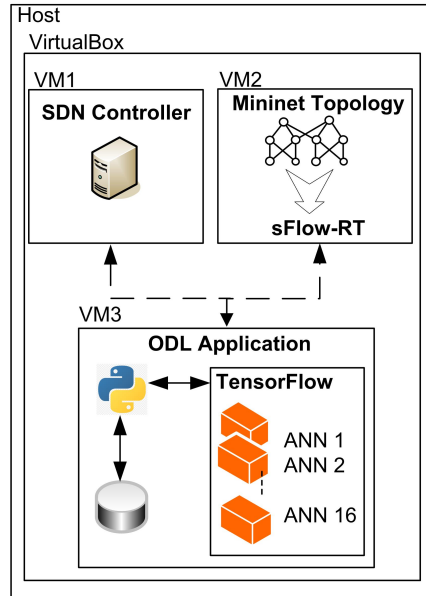 Host
VirtualBox
VM1
SDN Controller
VM2
Mininet Topology
sFlow-RT
VM3
ODL Application
TensorFlow
ANN 1
ANN 2
ANN 16